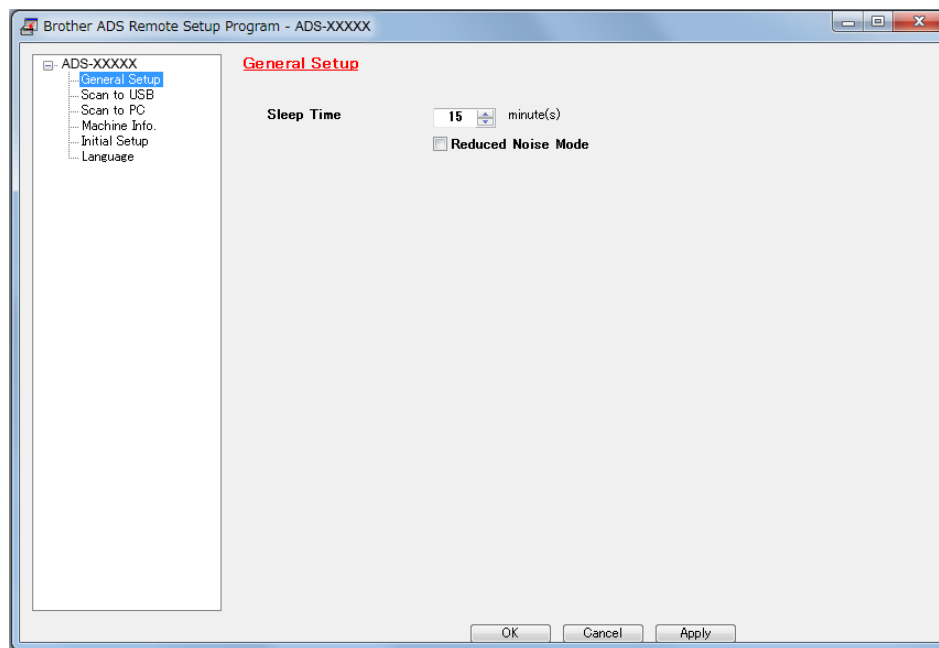 Brother ADS Remote Setup Program - ADS-XXXXX
ADS-XXXXX
General Setup
Scan to USB
Scan to PC
Machine Info.
Initial Setup
Language
General Setup
Sleep Time 15 minute(s)
Reduced Noise Mode
OK Cancel Apply